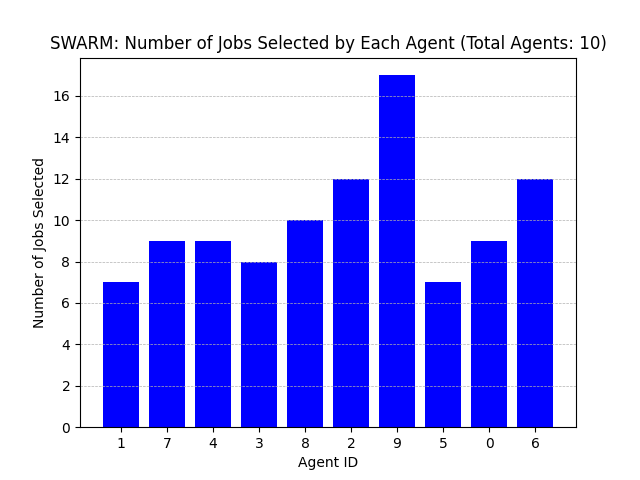 SWARM: Number of Jobs Selected by Each Agent (Total Agents: 10)
Number of Jobs Selected
16
14
12
10
8
6
4
2
0
1 7 4 3 8 2 9 5 0 6
Agent ID